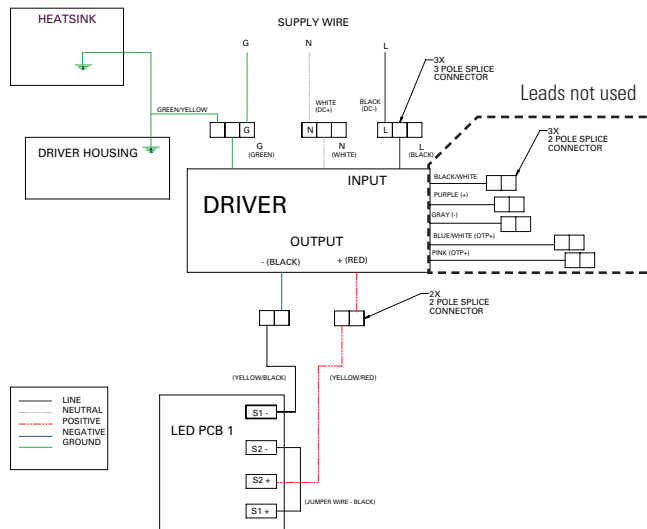 HEATSINK
SUPPLY WIRE
G
N
L
3X
3 POLE SPLICE
CONNECTOR
Leads not used
GREEN/YELLOW
WHITE
(DC+)
BLACK
(DC-)
G
N
L
G
(GREEN)
N
(WHITE)
L
(BLACK)
3X
2 POLE SPLICE
CONNECTOR
DRIVER HOUSING
INPUT
DRIVER
OUTPUT
- (BLACK)
+ (RED)
BLACK/WHITE
PURPLE (+)
GRAY (-)
BLUE/WHITE (OTP+)
PINK (OTP+)
2X
2 POLE SPLICE
CONNECTOR
(YELLOW/BLACK)
(YELLOW/RED)
LINE
NEUTRAL
POSITIVE
NEGATIVE
GROUND
LED PCB 1
S1 -
S2 -
S2 +
S1 +
(JUMPER WIRE - BLACK)